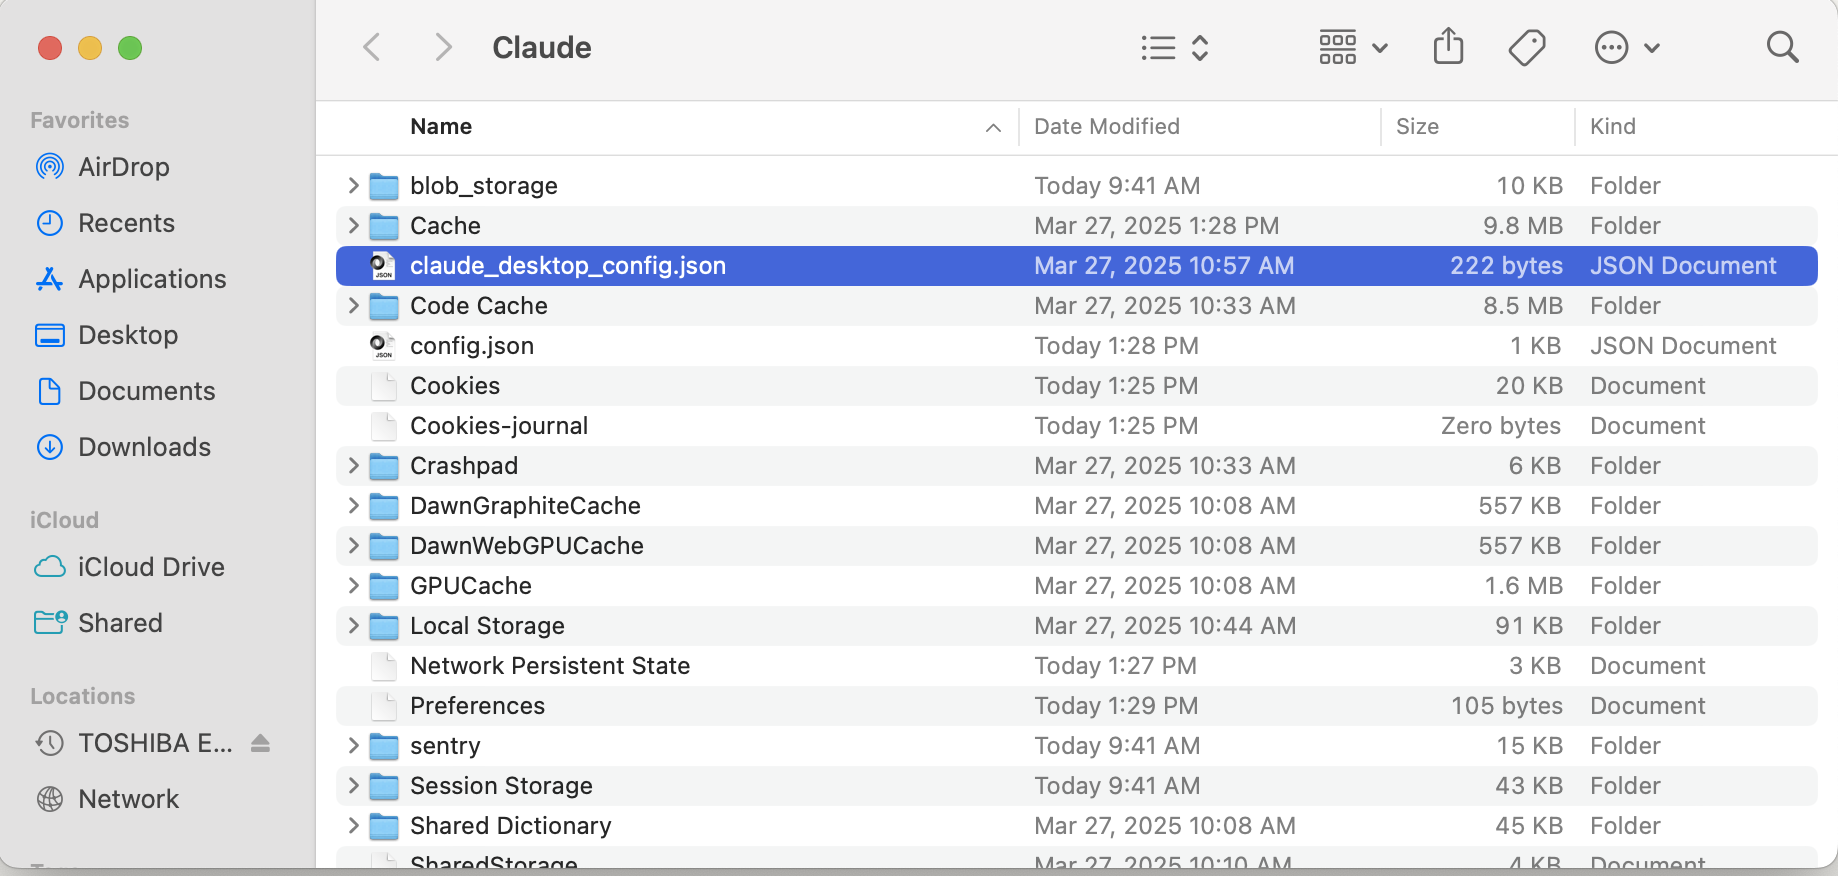 Claude
Favorites
AirDrop
Recents
Applications
Desktop
Documents
Downloads
iCloud
iCloud Drive
Shared
Locations
TOSHIBA E...
Network
Name Date Modified Size Kind
blob_storage Today 9:41 AM 10 KB Folder
Cache Mar 27, 2025 1:28 PM 9.8 MB Folder
JSON claude_desktop_config.json Mar 27, 2025 10:57 AM 222 bytes JSON Document
Code Cache Mar 27, 2025 10:33 AM 8.5 MB Folder
JSON config.json Today 1:28 PM 1 KB JSON Document
Cookies Today 1:25 PM 20 KB Document
Cookies-journal Today 1:25 PM Zero bytes Document
Crashpad Mar 27, 2025 10:33 AM 6 KB Folder
DawnGraphiteCache Mar 27, 2025 10:08 AM 557 KB Folder
DawnWebGPUCache Mar 27, 2025 10:08 AM 557 KB Folder
GPUCache Mar 27, 2025 10:08 AM 1.6 MB Folder
Local Storage Mar 27, 2025 10:44 AM 91 KB Folder
Network Persistent State Today 1:27 PM 3 KB Document
Preferences Today 1:29 PM 105 bytes Document
sentry Today 9:41 AM 15 KB Folder
Session Storage Today 9:41 AM 43 KB Folder
Shared Dictionary Mar 27, 2025 10:08 AM 45 KB Folder
SharedStorage Mar 27, 2025 10:10 AM 4 KB Document